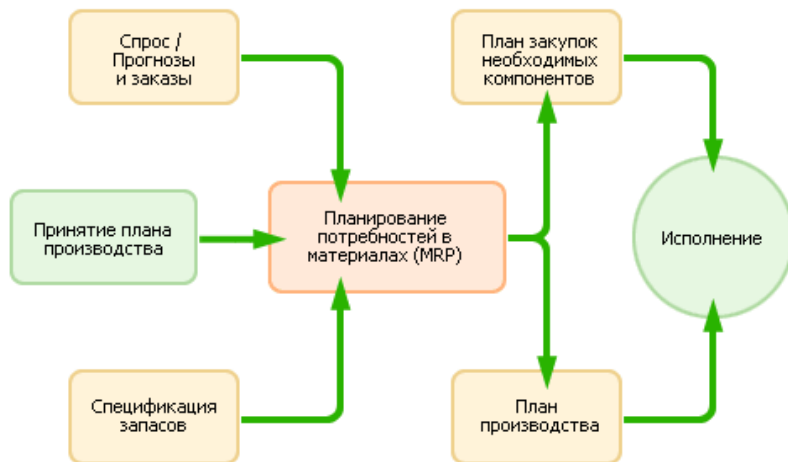 Спрос /
Прогнозы
и заказы
План закупок
необходимых
компонентов
Принятие плана
производства
Планирование
потребностей в
материалах (MRP)
Исполнение
Спецификация
запасов
План
производства